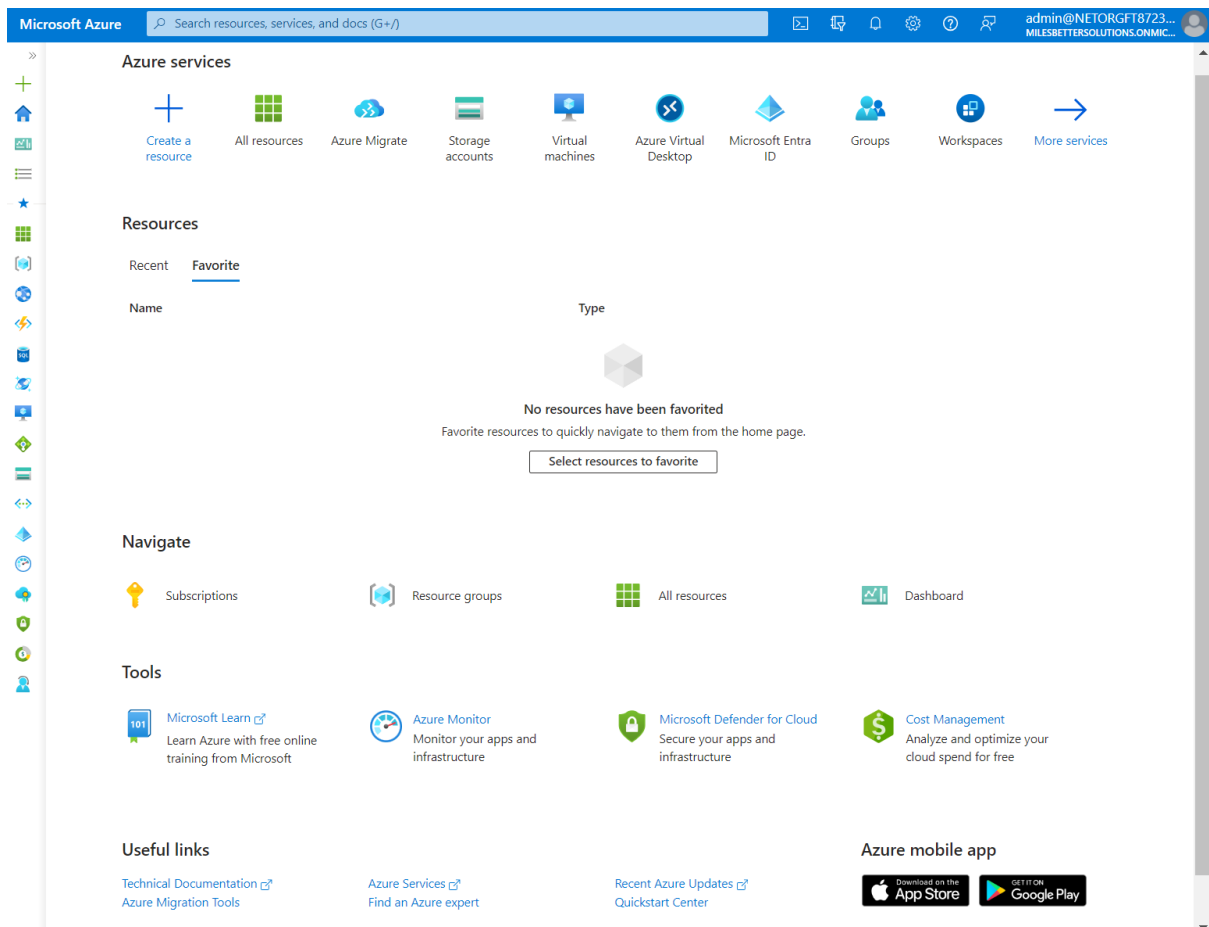 Microsoft Azure
Search resources, services, and docs (G+/)
admin@NETORGFT8723...
MILESBETTERSOLUTIONS.ONMIC...
Azure services
Create a resource
All resources
Azure Migrate
Storage accounts
Virtual machines
Azure Virtual Desktop
Microsoft Entra ID
Groups
Workspaces
More services
Resources
Recent
Favorite
Name
Type
No resources have been favorited
Favorite resources to quickly navigate to them from the home page.
Select resources to favorite
Navigate
Subscriptions
Resource groups
All resources
Dashboard
Tools
101
Microsoft Learn
Learn Azure with free online
training from Microsoft
Azure Monitor
Monitor your apps and
infrastructure
Microsoft Defender for Cloud
Secure your apps and
infrastructure
Cost Management
Analyze and optimize your
cloud spend for free
Useful links
Technical Documentation
Azure Services
Recent Azure Updates
Azure Migration Tools
Find an Azure expert
Quickstart Center
Azure mobile app
Download on the
App Store
GET IT ON
Google Play
SQL